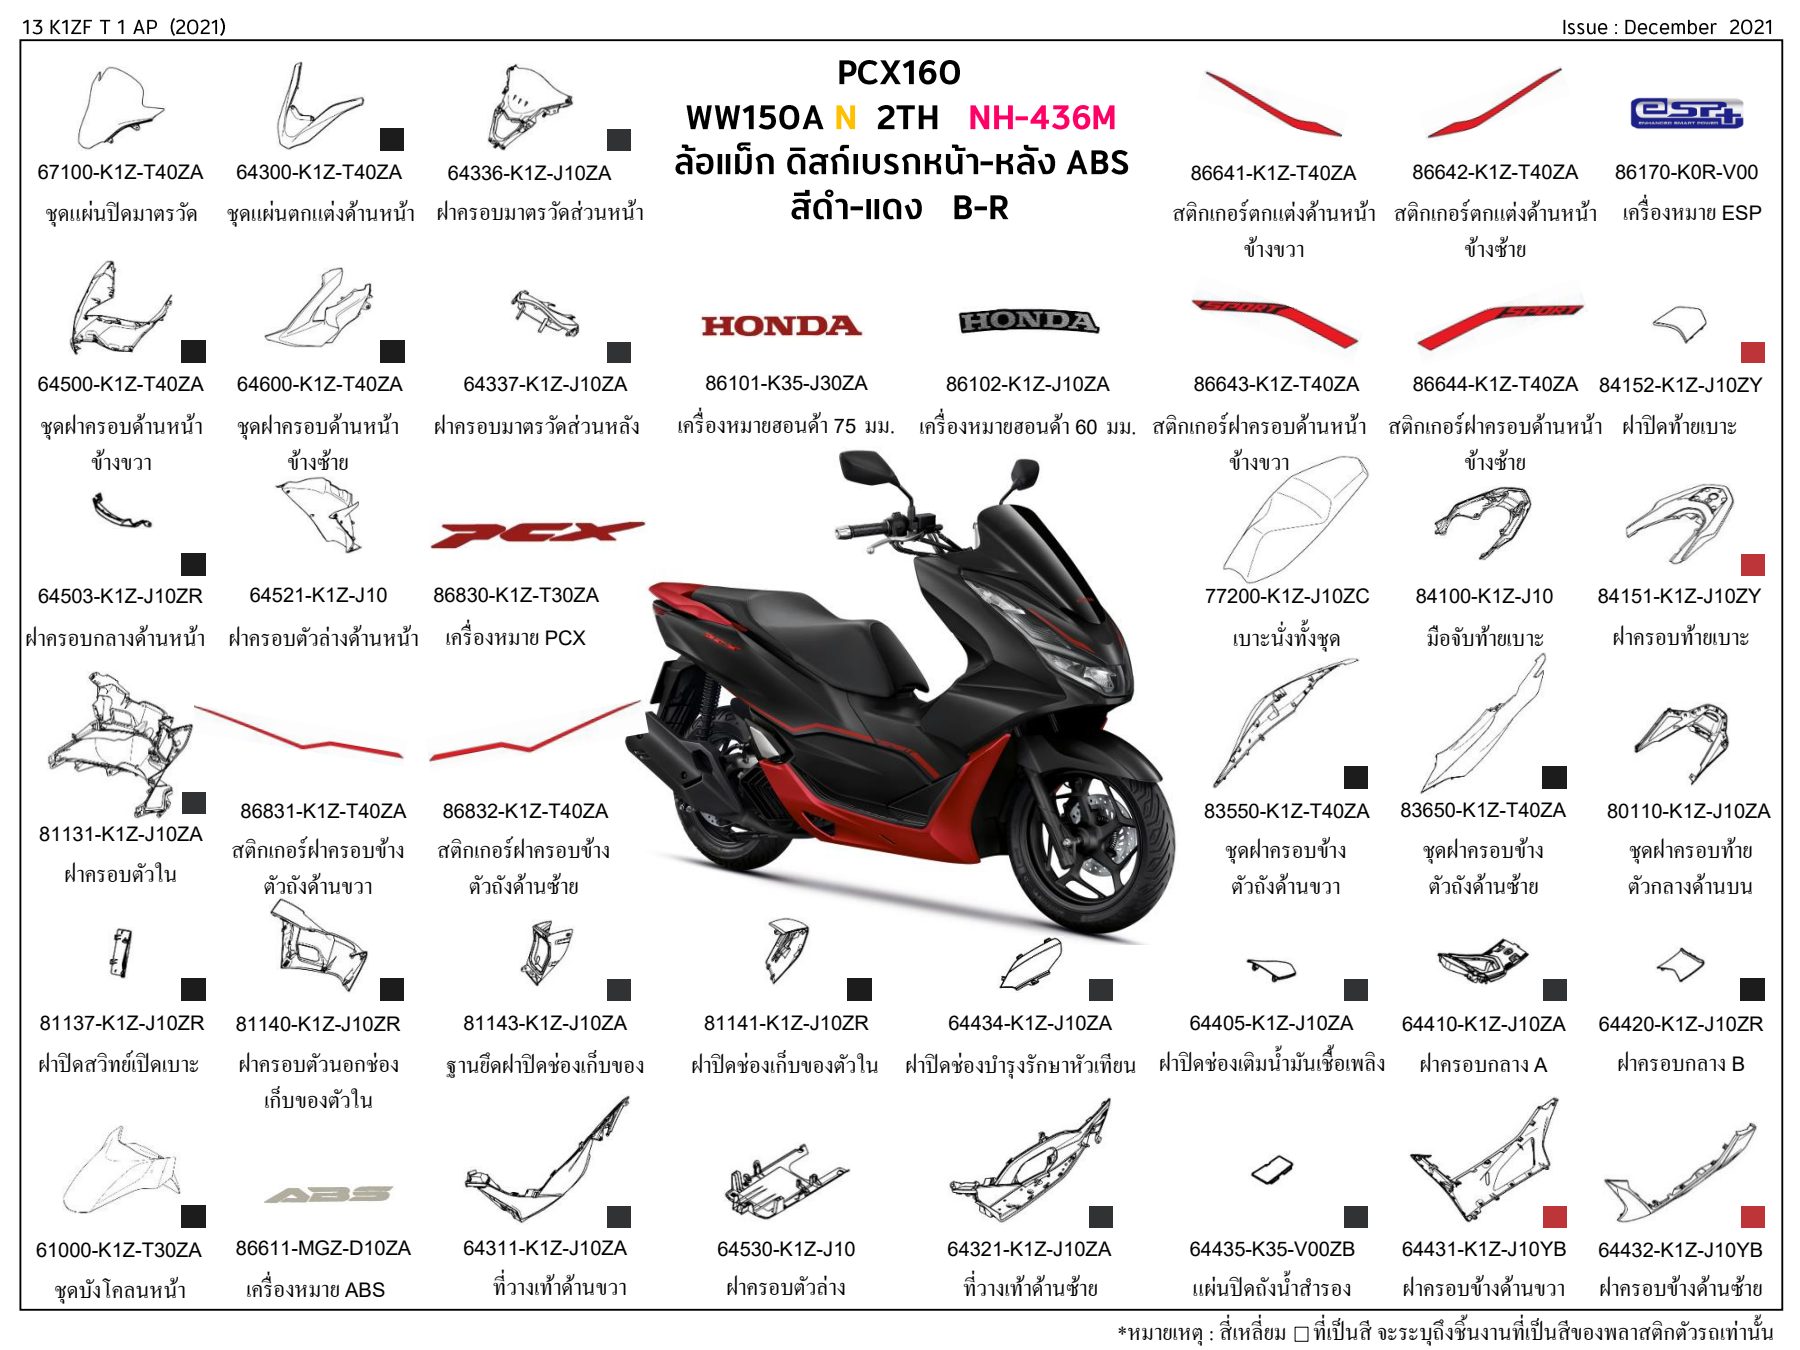 13 K1ZF T 1 AP (2021)
Issue : December 2021
PCX160
WW150A N 2TH NH-436M
ล้อแม็ก ดิสก์เบรกหน้า-หลัง ABS
สีดำ-แดง B-R
67100-K1Z-T40ZA
ชุดแผ่นปิดมาตรวัด
64300-K1Z-T40ZA
ชุดแผ่นตกแต่งด้านหน้า
64336-K1Z-J10ZA
ฝาครอบมาตรวัดส่วนหน้า
86641-K1Z-T40ZA
สติกเกอร์ตกแต่งด้านหน้า
ข้างขวา
86642-K1Z-T40ZA
สติกเกอร์ตกแต่งด้านหน้า
ข้างซ้าย
eSP+
ENHANCED SMART POWER
86170-K0R-V00
เครื่องหมาย ESP
64500-K1Z-T40ZA
ชุดฝาครอบด้านหน้า
ข้างขวา
64600-K1Z-T40ZA
ชุดฝาครอบด้านหน้า
ข้างซ้าย
64337-K1Z-J10ZA
ฝาครอบมาตรวัดส่วนหลัง
HONDA
86101-K35-J30ZA
เครื่องหมายฮอนด้า 75 มม.
HONDA
86102-K1Z-J10ZA
เครื่องหมายฮอนด้า 60 มม.
SPORT
86643-K1Z-T40ZA
สติกเกอร์ฝาครอบด้านหน้า
ข้างขวา
SPORT
86644-K1Z-T40ZA
สติกเกอร์ฝาครอบด้านหน้า
ข้างซ้าย
84152-K1Z-J10ZY
ฝาปิดท้ายเบาะ
64503-K1Z-J10ZR
ฝาครอบกลางด้านหน้า
64521-K1Z-J10
ฝาครอบตัวล่างด้านหน้า
PCX
86830-K1Z-T30ZA
เครื่องหมาย PCX
77200-K1Z-J10ZC
เบาะนั่งทั้งชุด
84100-K1Z-J10
มือจับท้ายเบาะ
84151-K1Z-J10ZY
ฝาครอบท้ายเบาะ
81131-K1Z-J10ZA
ฝาครอบตัวใน
86831-K1Z-T40ZA
สติกเกอร์ฝาครอบข้าง
ตัวถังด้านขวา
86832-K1Z-T40ZA
สติกเกอร์ฝาครอบข้าง
ตัวถังด้านซ้าย
83550-K1Z-T40ZA
ชุดฝาครอบข้าง
ตัวถังด้านขวา
83650-K1Z-T40ZA
ชุดฝาครอบข้าง
ตัวถังด้านซ้าย
80110-K1Z-J10ZA
ชุดฝาครอบท้าย
ตัวกลางด้านบน
81137-K1Z-J10ZR
ฝาปิดสวิทย์เปิดเบาะ
81140-K1Z-J10ZR
ฝาครอบตัวนอกช่อง
เก็บของตัวใน
81143-K1Z-J10ZA
ฐานยึดฝาปิดช่องเก็บของ
81141-K1Z-J10ZR
ฝาปิดช่องเก็บของตัวใน
64434-K1Z-J10ZA
ฝาปิดช่องบำรุงรักษาหัวเทียน
64405-K1Z-J10ZA
ฝาปิดช่องเติมน้ำมันเชื้อเพลิง
64410-K1Z-J10ZA
ฝาครอบกลาง A
64420-K1Z-J10ZR
ฝาครอบกลาง B
61000-K1Z-T30ZA
ชุดบังโคลนหน้า
ABS
86611-MGZ-D10ZA
เครื่องหมาย ABS
64311-K1Z-J10ZA
ที่วางเท้าด้านขวา
64530-K1Z-J10
ฝาครอบตัวล่าง
64321-K1Z-J10ZA
ที่วางเท้าด้านซ้าย
64435-K35-V00ZB
แผ่นปิดถังน้ำสำรอง
64431-K1Z-J10YB
ฝาครอบข้างด้านขวา
64432-K1Z-J10YB
ฝาครอบข้างด้านซ้าย
*หมายเหตุ : สี่เหลี่ยม □ ที่เป็นสี จะระบุถึงชิ้นงานที่เป็นสีของพลาสติกตัวรถเท่านั้น